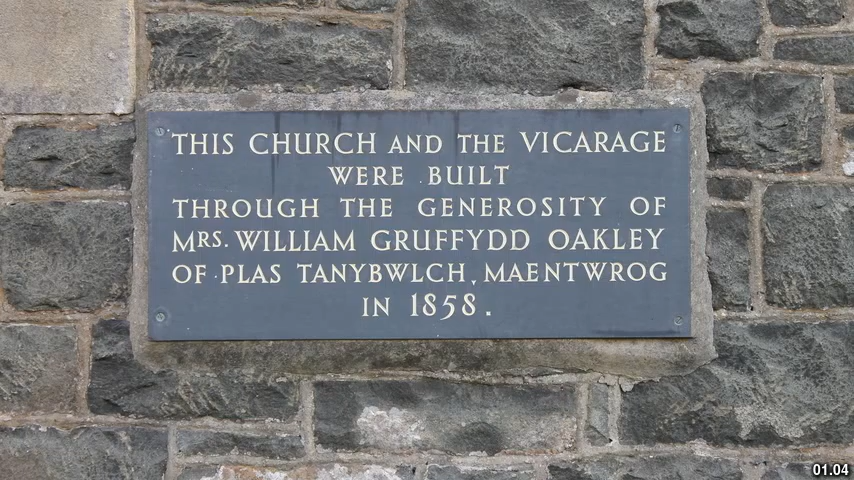 THIS CHURCH AND THE VICARAGE
WERE BUILT
THROUGH THE GENEROSITY OF
MRS. WILLIAM GRUFFYDD OAKLEY
OF PLAS TANYBWLCH, MAENTWROG
IN 1858.
01.04